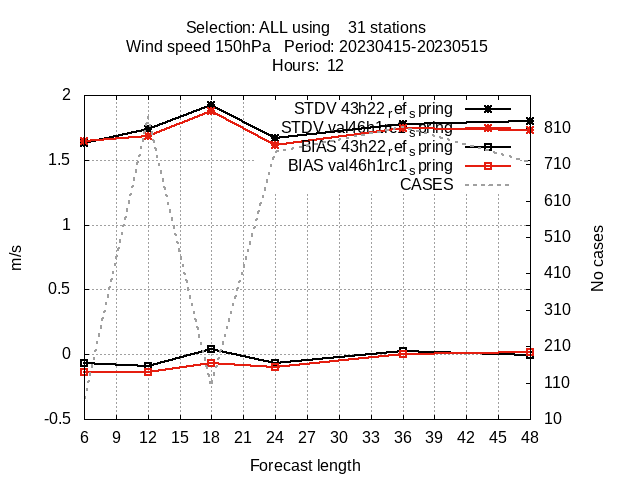 Selection: ALL using 31 stations
Wind speed 150hPa Period: 20230415-20230515
Hours: 12
STDV 43h22_ref_spring
STDV val46h1rc1_spring
BIAS 43h22_ref_spring
BIAS val46h1rc1_spring
CASES
2
1.5
1
0.5
0
-0.5
m/s
810
710
610
510
410
310
210
110
10
No cases
6 9 12 15 18 21 24 27 30 33 36 39 42 45 48
Forecast length